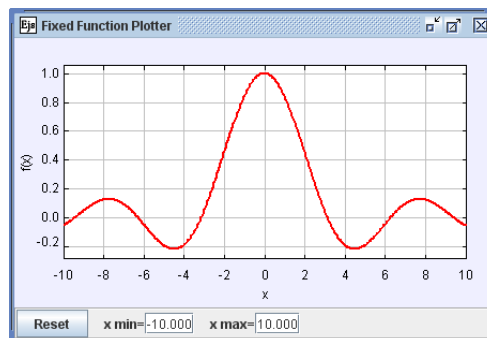 Ejs Fixed Function Plotter
1.0
0.8
0.6
0.4
0.2
0.0
-0.2
f(x)
-10 -8 -6 -4 -2 0 2 4 6 8 10
x
Reset x min= -10.000 x max= 10.000